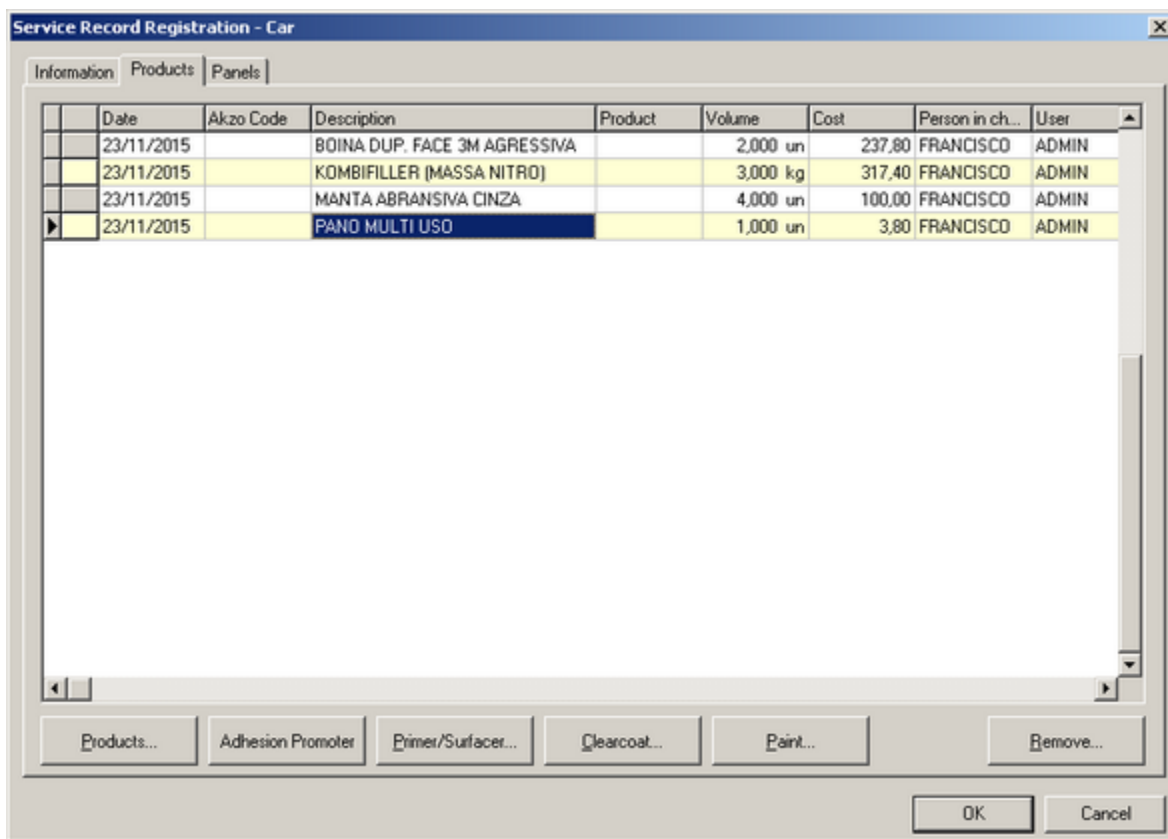 Service Record Registration - Car
Information Products Panels
Date Akzo Code Description Product Volume Cost Person in ch... User
23/11/2015 BOINA DUP. FACE 3M AGRESSIVA 2,000 un 237,80 FRANCISCO ADMIN
23/11/2015 KOMBIFILLER (MASSA NITRO) 3,000 kg 317,40 FRANCISCO ADMIN
23/11/2015 MANTA ABRANSIVA CINZA 4,000 un 100,00 FRANCISCO ADMIN
23/11/2015 PANO MULTI USO 1,000 un 3,80 FRANCISCO ADMIN
Products... Adhesion Promoter Primer/Surfacer... Clearcoat... Paint... Remove...
OK Cancel